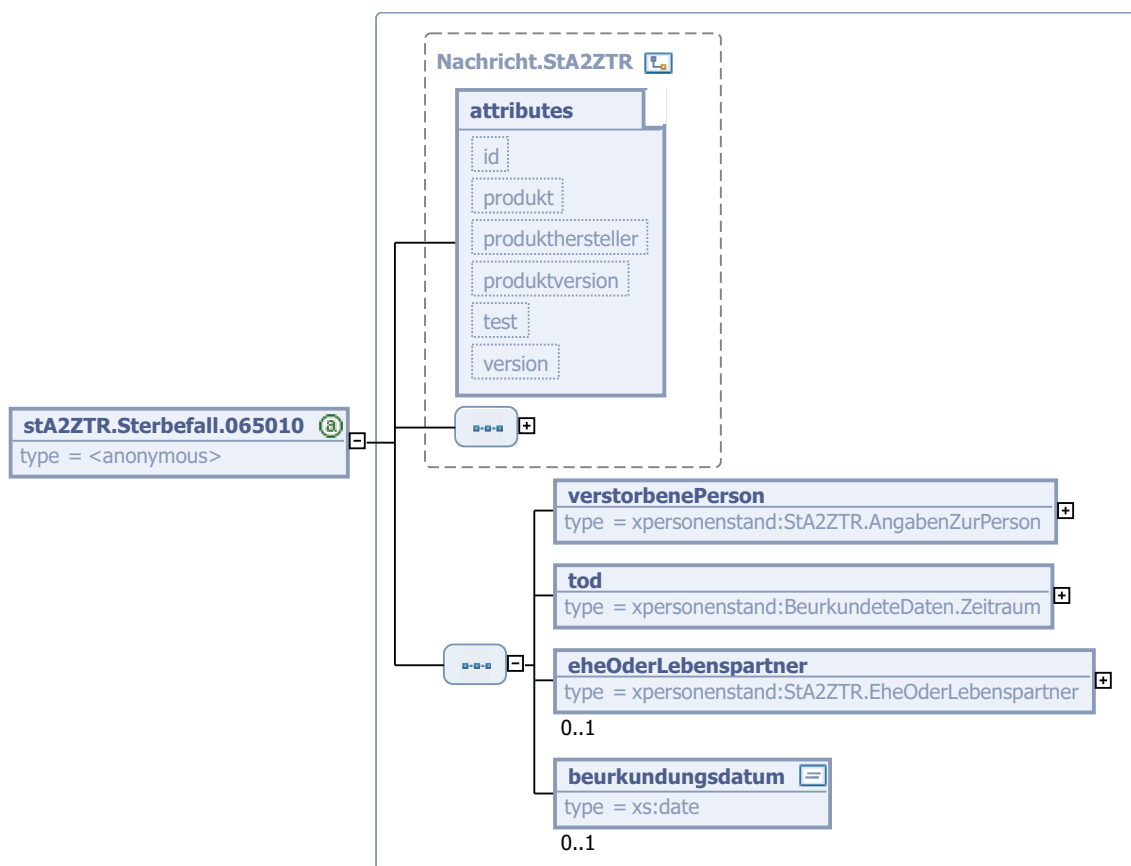 Nachricht.StA2ZTR
attributes
id
produkt
produkthersteller
produktversion
test
version
stA2ZTR.Sterbefall.065010
type = <anonymous>
verstorbenePerson
type = xpersonenstand:StA2ZTR.AngabenZurPerson
tod
type = xpersonenstand:BeurkundeteDaten.Zeitraum
eheOderLebenspartner
type = xpersonenstand:StA2ZTR.EheOderLebenspartner
0..1
beurkundungsdatum
type = xs:date
0..1